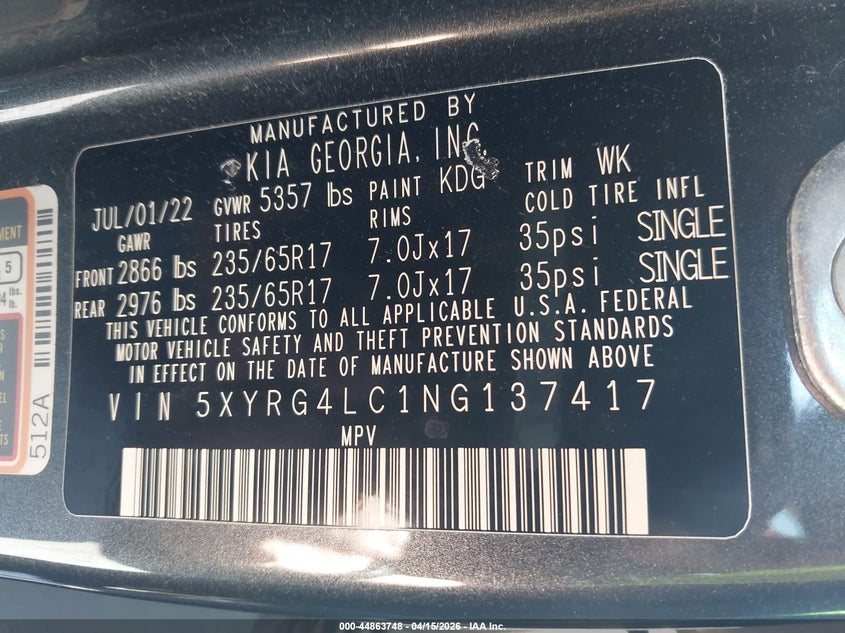 MANUFACTURED BY
KIA GEORGIA, INC.
JUL/01/22 GVWR 5357 lbs PAINT KDG TRIM WK
GAWR TIRES RIMS COLD TIRE INFL
FRONT 2866 lbs 235/65R17 7.0Jx17 35psi SINGLE
REAR 2976 lbs 235/65R17 7.0Jx17 35psi SINGLE
THIS VEHICLE CONFORMS TO ALL APPLICABLE U.S.A. FEDERAL
MOTOR VEHICLE SAFETY AND THEFT PREVENTION STANDARDS
IN EFFECT ON THE DATE OF MANUFACTURE SHOWN ABOVE
VIN 5XYRG4LC1NG137417
MPV
5
lbs.
lb.
512A
000-44863748 - 04/15/2026 - IAA Inc.